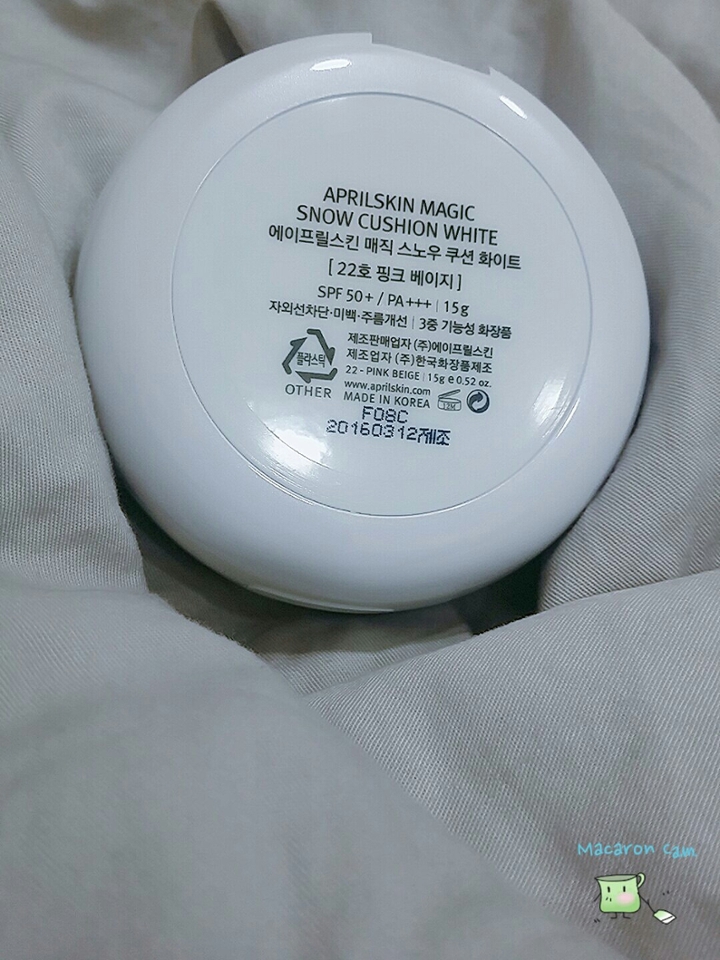 APRILSKIN MAGIC
SNOW CUSHION WHITE
에이프릴스킨 매직 스노우 쿠션 화이트
[ 22호 핑크 베이지 ]
SPF 50+ / PA+++ | 15g
자외선차단·미백·주름개선 | 3중 기능성 화장품
제조판매업자 (주)에이프릴스킨
플라스틱 제조업자 (주)한국화장품제조
22 - PINK BEIGE | 15g e 0.52 oz.
www.aprilskin.com
OTHER MADE IN KOREA 12M
F08C
20160312제조
Macaron Cam